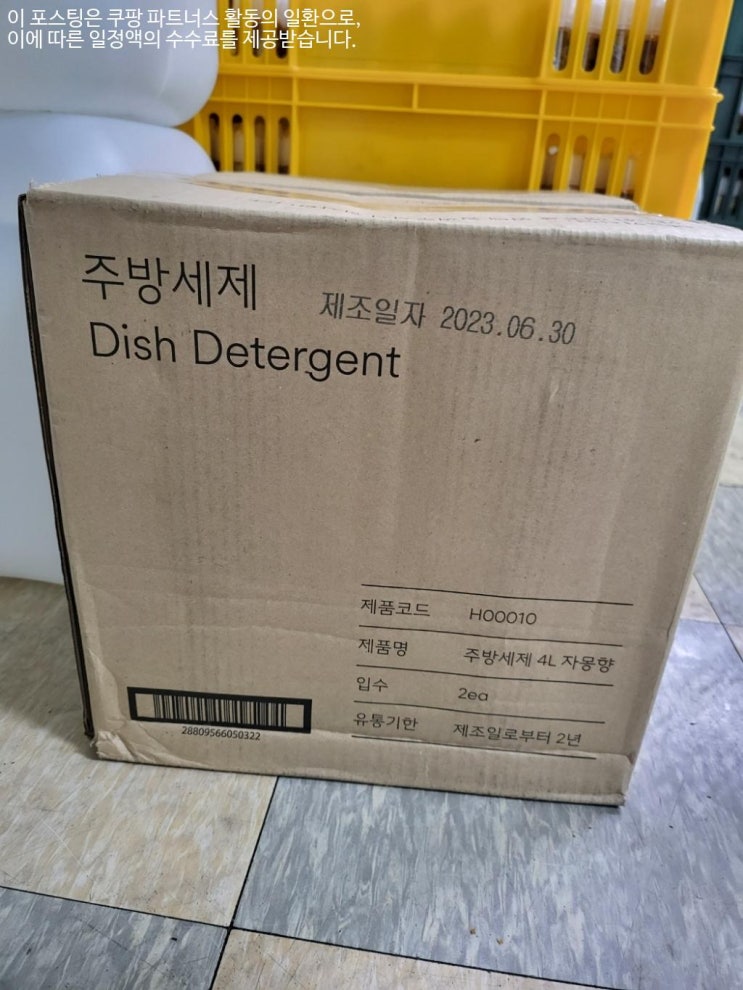 이 포스팅은 쿠팡 파트너스 활동의 일환으로,
이에 따른 일정액의 수수료를 제공받습니다.
주방세제
제조일자 2023.06.30
Dish Detergent
제품코드 H00010
제품명 주방세제 4L 자몽향
입수 2ea
유통기한 제조일로부터 2년
28809566050322